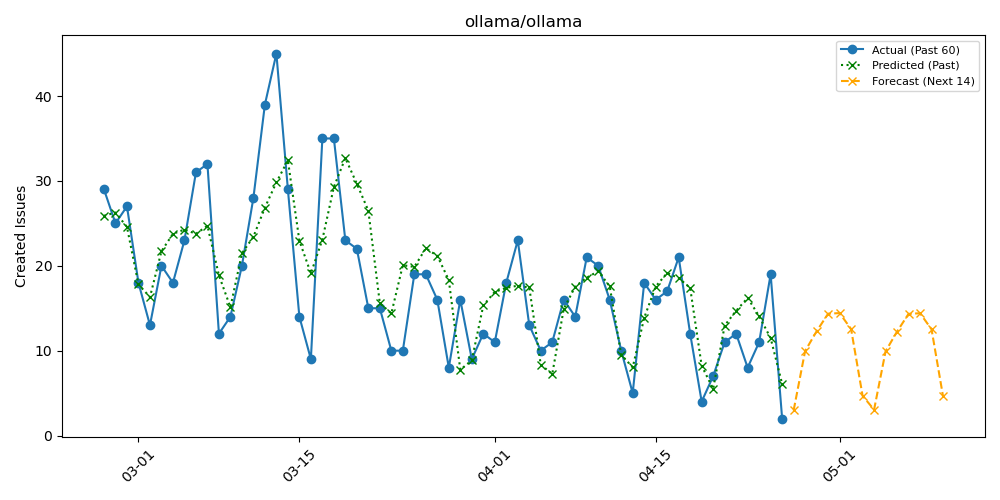 ollama/ollama
Actual (Past 60)
Predicted (Past)
Forecast (Next 14)
Created Issues
40
30
20
10
0
03-01
03-15
04-01
04-15
05-01